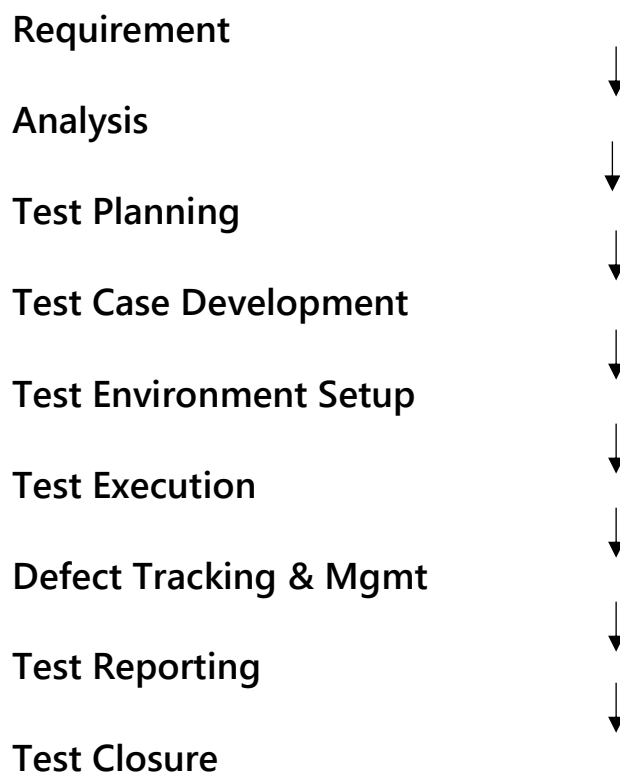 Requirement
Analysis
Test Planning
Test Case Development
Test Environment Setup
Test Execution
Defect Tracking & Mgmt
Test Reporting
Test Closure